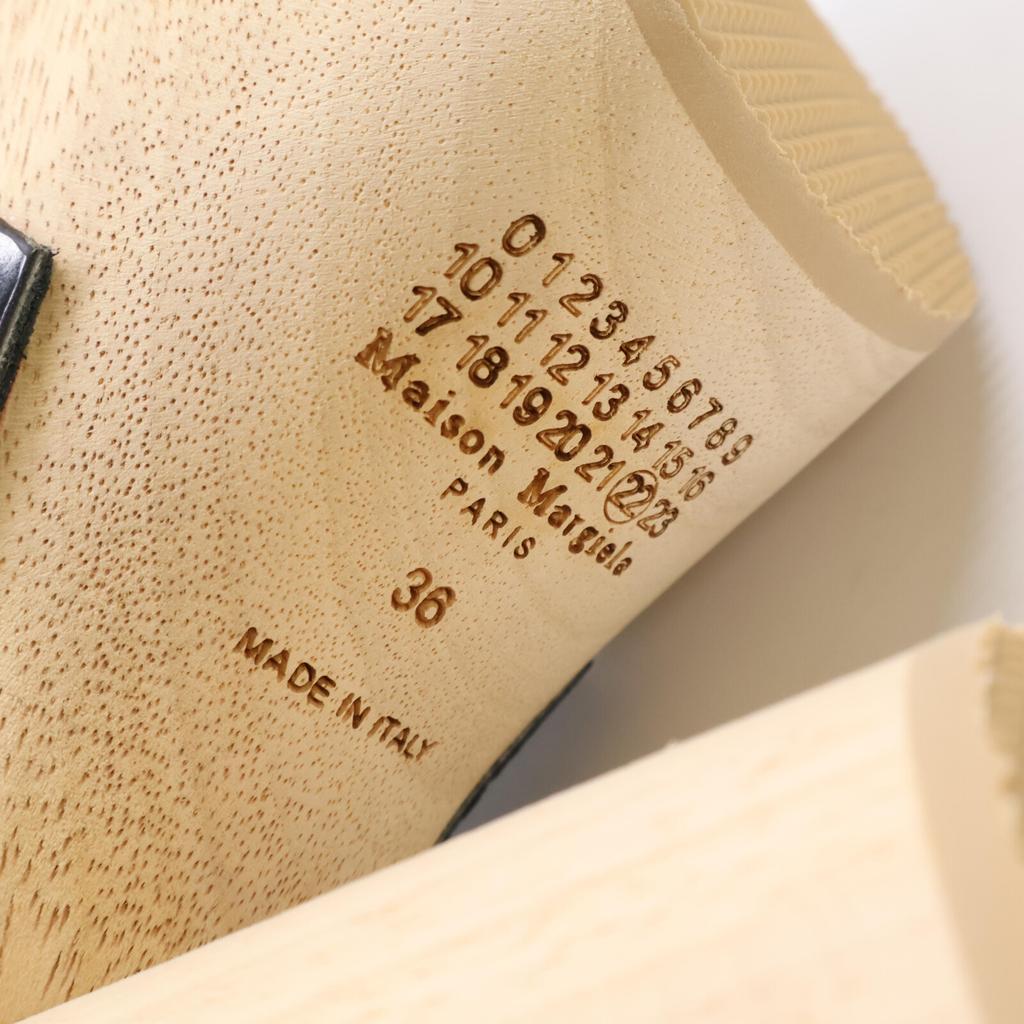 0 1 2 3 4 5 6 7 8 9
10 11 12 13 14 15 16
17 18 19 20 21 22 23
Maison Margiela
PARIS
36
MADE IN ITALY